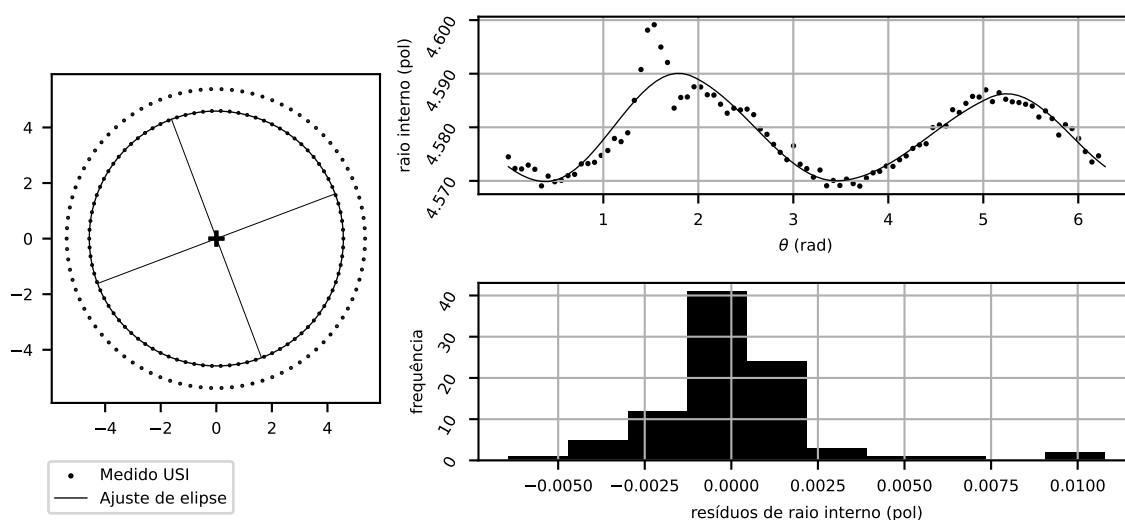 4
2
0
−2
−4
−4 −2 0 2 4
Medido USI
Ajuste de elipse
raio interno (pol)
4.600
4.590
4.580
4.570
1 2 3 4 5 6
θ (rad)
frequência
40
30
20
10
0
−0.0050 −0.0025 0.0000 0.0025 0.0050 0.0075 0.0100
resíduos de raio interno (pol)